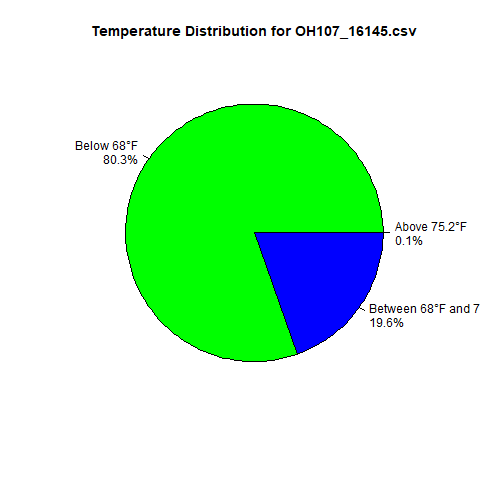 Temperature Distribution for OH107_16145.csv
Below 68°F
80.3%
Above 75.2°F
0.1%
Between 68°F and 7
19.6%